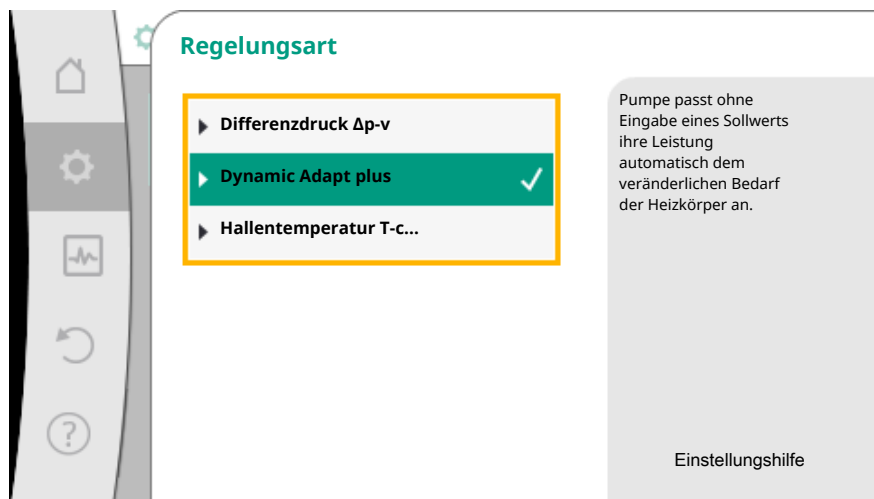 Regelungsart
Differenzdruck Δp-v
Dynamic Adapt plus
Hallentemperatur T-c...
Pumpe passt ohne
Eingabe eines Sollwerts
ihre Leistung
automatisch dem
veränderlichen Bedarf
der Heizkörper an.
Einstellungshilfe
?